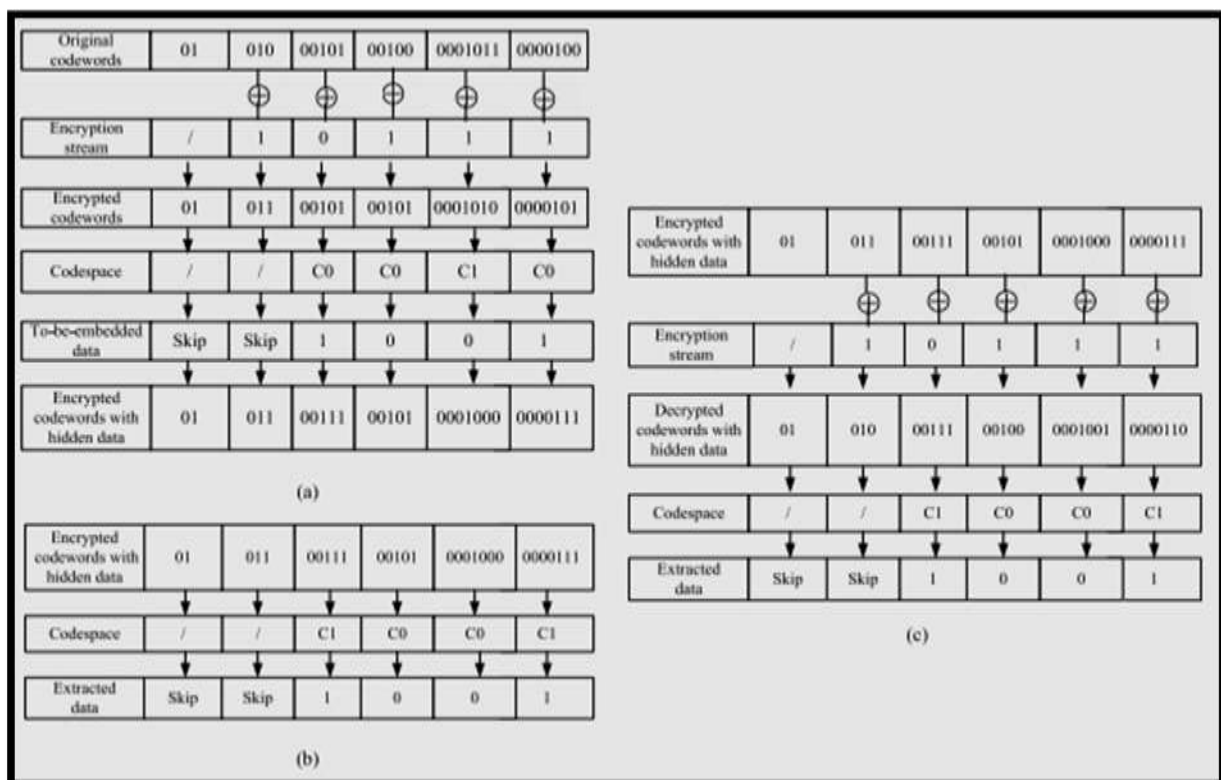 Original codewords 01 010 00101 00100 0001011 0000100
Encryption stream / 1 0 1 1 1
Encrypted codewords 01 011 00101 00101 0001010 0000101
Codespace / / C0 C0 C1 C0
To-be-embedded data Skip Skip 1 0 0 1
Encrypted codewords with hidden data 01 011 00111 00101 0001000 0000111
(a)
Encrypted codewords with hidden data 01 011 00111 00101 0001000 0000111
Codespace / / C1 C0 C0 C1
Extracted data Skip Skip 1 0 0 1
(b)
Encrypted codewords with hidden data 01 011 00111 00101 0001000 0000111
Encryption stream / 1 0 1 1 1
Decrypted codewords with hidden data 01 010 00111 00100 0001001 0000110
Codespace / / C1 C0 C0 C1
Extracted data Skip Skip 1 0 0 1
(c)